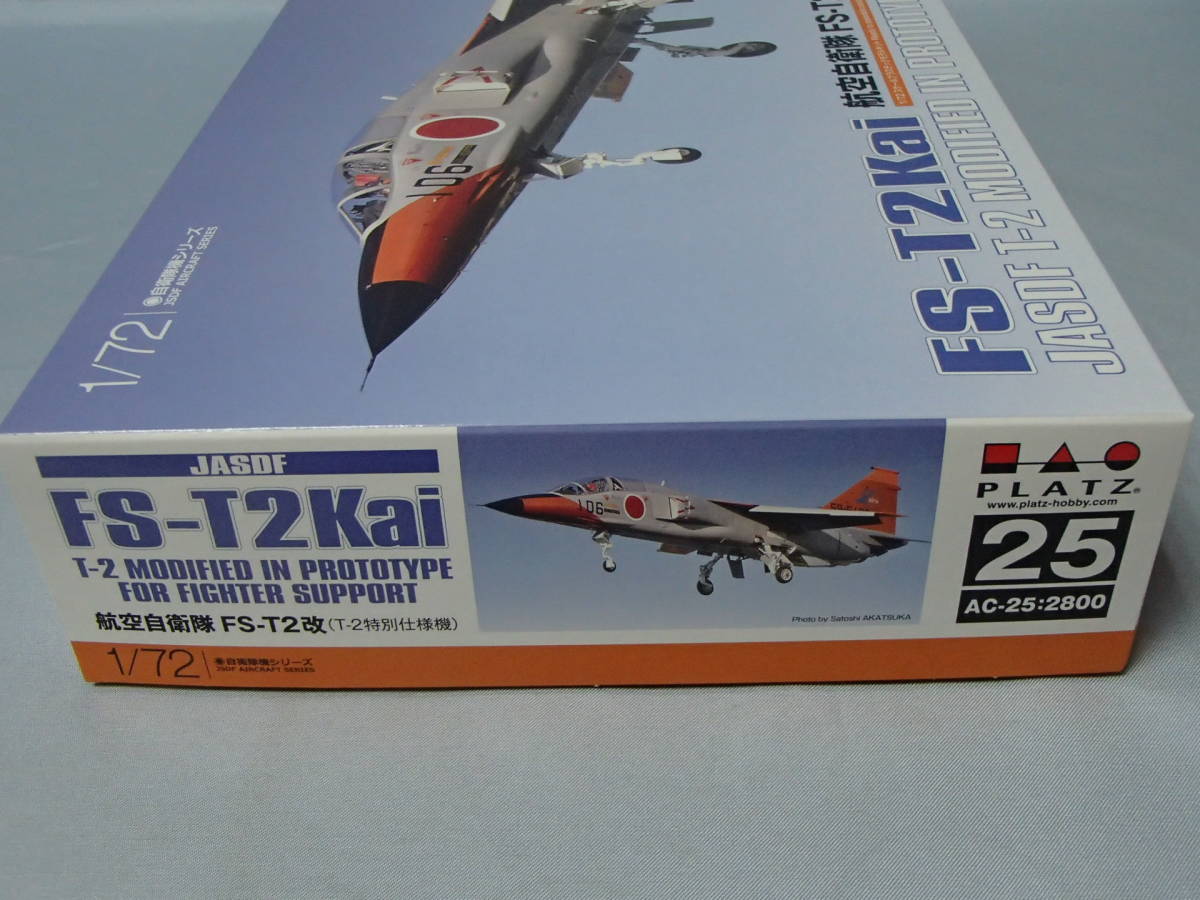 1/72
自衛隊機シリーズ
JSDF AIRCRAFT SERIES
106
航空自衛隊 FS-T
FS-T2Kai
JASDF T-2 MODIFIED IN PROTOTY
JASDF
FS-T2Kai
T-2 MODIFIED IN PROTOTYPE
FOR FIGHTER SUPPORT
航空自衛隊 FS-T2改(T-2特別仕様機)
1/72
自衛隊機シリーズ
JSDF AIRCRAFT SERIES
106
Photo by Satoshi AKATSUKA
PLATZ®
www.platz-hobby.com
25
AC-25:2800